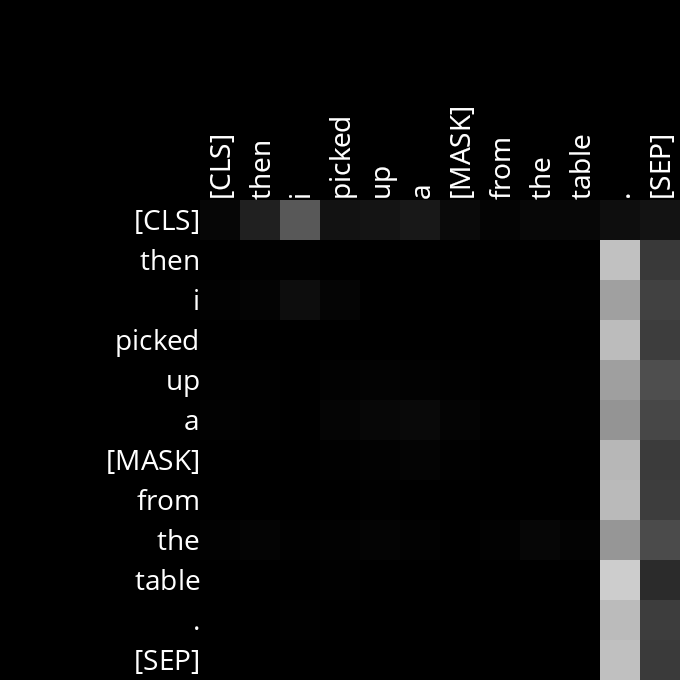 [CLS] then i picked up a [MASK] from the table . [SEP]
[CLS]
then
i
picked
up
a
[MASK]
from
the
table
.
[SEP]